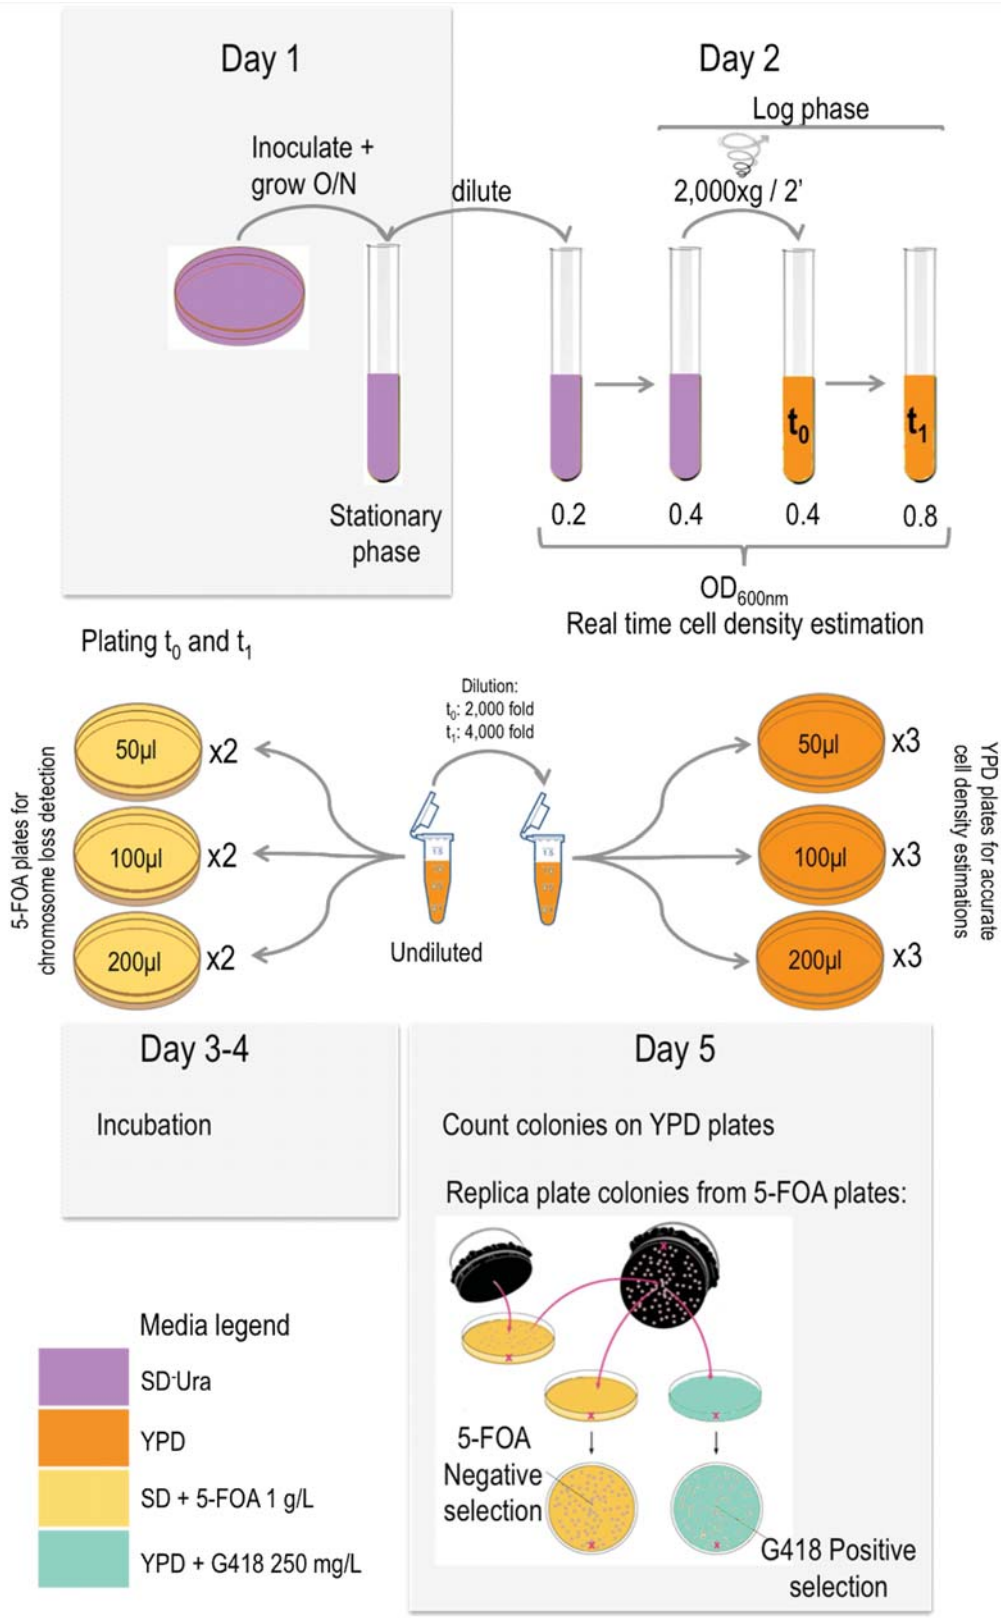 Day 1
Day 2
Log phase
Inoculate +
grow O/N
dilute
2,000xg / 2'
t0
t1
Stationary
phase
0.2
0.4
0.4
0.8
OD600nm
Real time cell density estimation
Plating t0 and t1
Dilution:
t0: 2,000 fold
t1: 4,000 fold
5-FOA plates for
chromosome loss detection
50µl
x2
100µl
x2
200µl
x2
Undiluted
50µl
x3
100µl
x3
200µl
x3
YPD plates for accurate
cell density estimations
Day 3-4
Incubation
Day 5
Count colonies on YPD plates
Replica plate colonies from 5-FOA plates:
x
x
x
x
x
x
5-FOA
Negative
selection
G418 Positive
selection
Media legend
SD-Ura
YPD
SD + 5-FOA 1 g/L
YPD + G418 250 mg/L